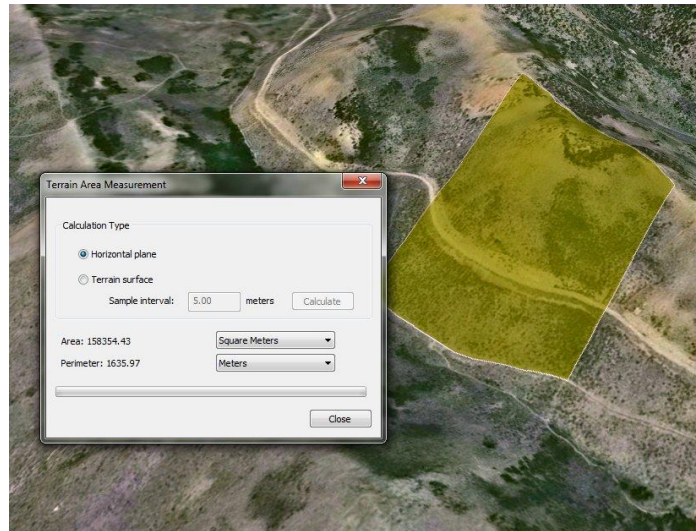 Terrain Area Measurement
Calculation Type
Horizontal plane
Terrain surface
Sample interval: 5.00 meters Calculate
Area: 158354.43 Square Meters
Perimeter: 1635.97 Meters
Close